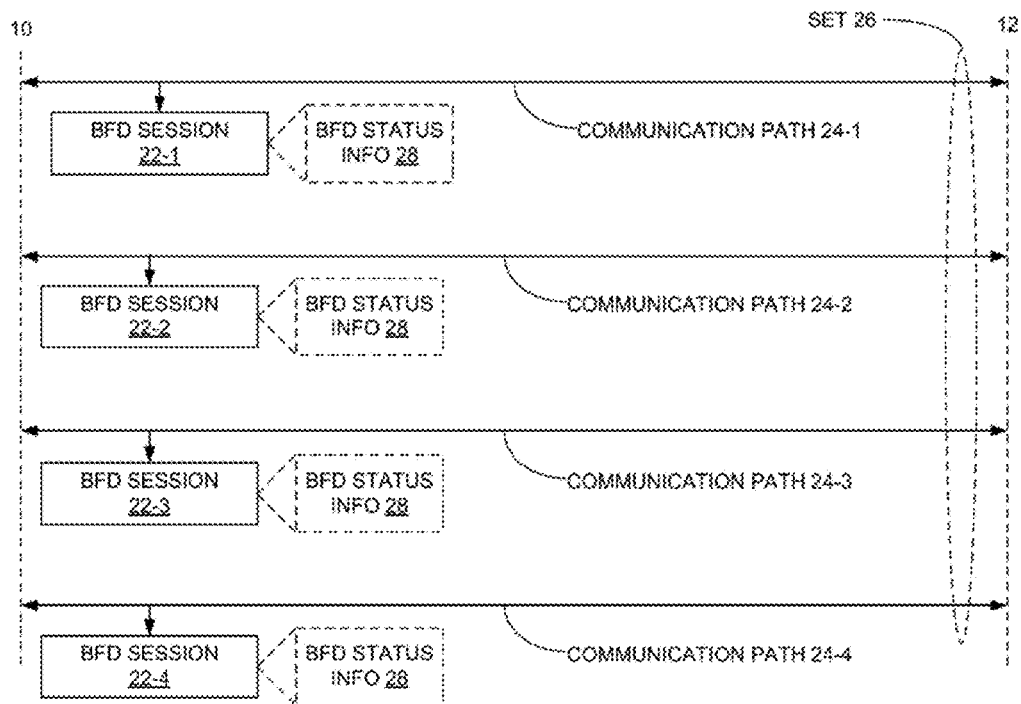 SET 26
10
12
BFD SESSION
22-1
BFD STATUS
INFO 28
COMMUNICATION PATH 24-1
BFD SESSION
22-2
BFD STATUS
INFO 28
COMMUNICATION PATH 24-2
BFD SESSION
22-3
BFD STATUS
INFO 28
COMMUNICATION PATH 24-3
BFD SESSION
22-4
BFD STATUS
INFO 28
COMMUNICATION PATH 24-4